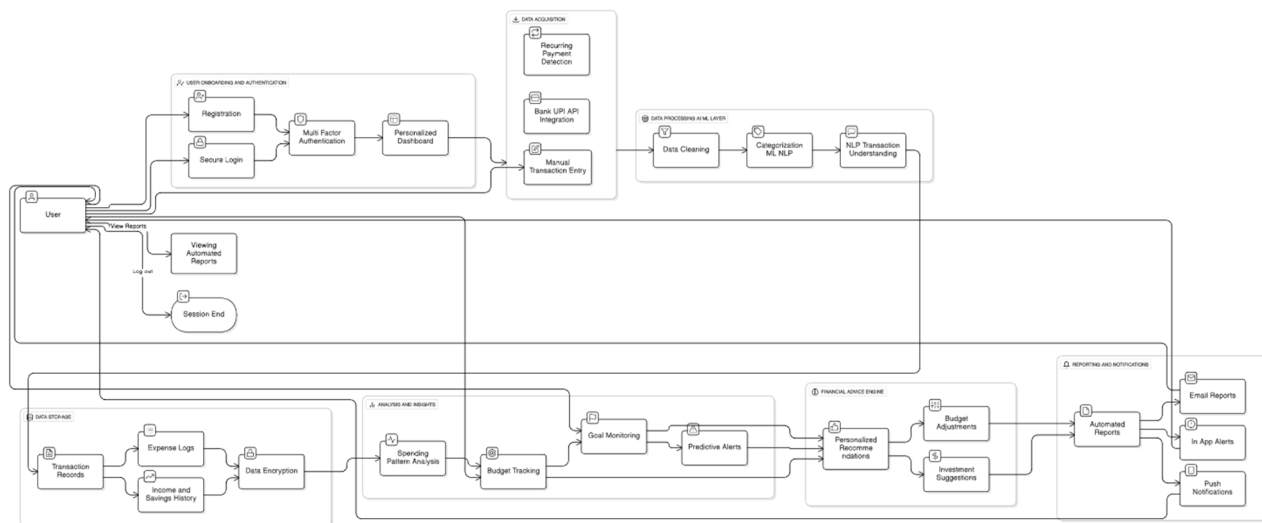 DATA ACQUISITION
Recurring
Payment
Detection
Bank UPI API
Integration
Manual
Transaction Entry
USER ONBOARDING AND AUTHENTICATION
Registration
Secure Login
Multi Factor
Authentication
Personalized
Dashboard
DATA PROCESSING AI ML LAYER
Data Cleaning
Categorization
ML NLP
NLP Transaction
Understanding
User
View Reports
Viewing
Automated
Reports
Log out
Session End
DATA STORAGE
Transaction
Records
Expense Logs
Income and
Savings History
Data Encryption
ANALYSIS AND INSIGHTS
Spending
Pattern Analysis
Budget Tracking
Goal Monitoring
Predictive Alerts
FINANCIAL ADVICE ENGINE
Personalized
Recomme
ndations
Budget
Adjustments
Investment
Suggestions
REPORTING AND NOTIFICATIONS
Automated
Reports
Email Reports
In App Alerts
Push
Notifications